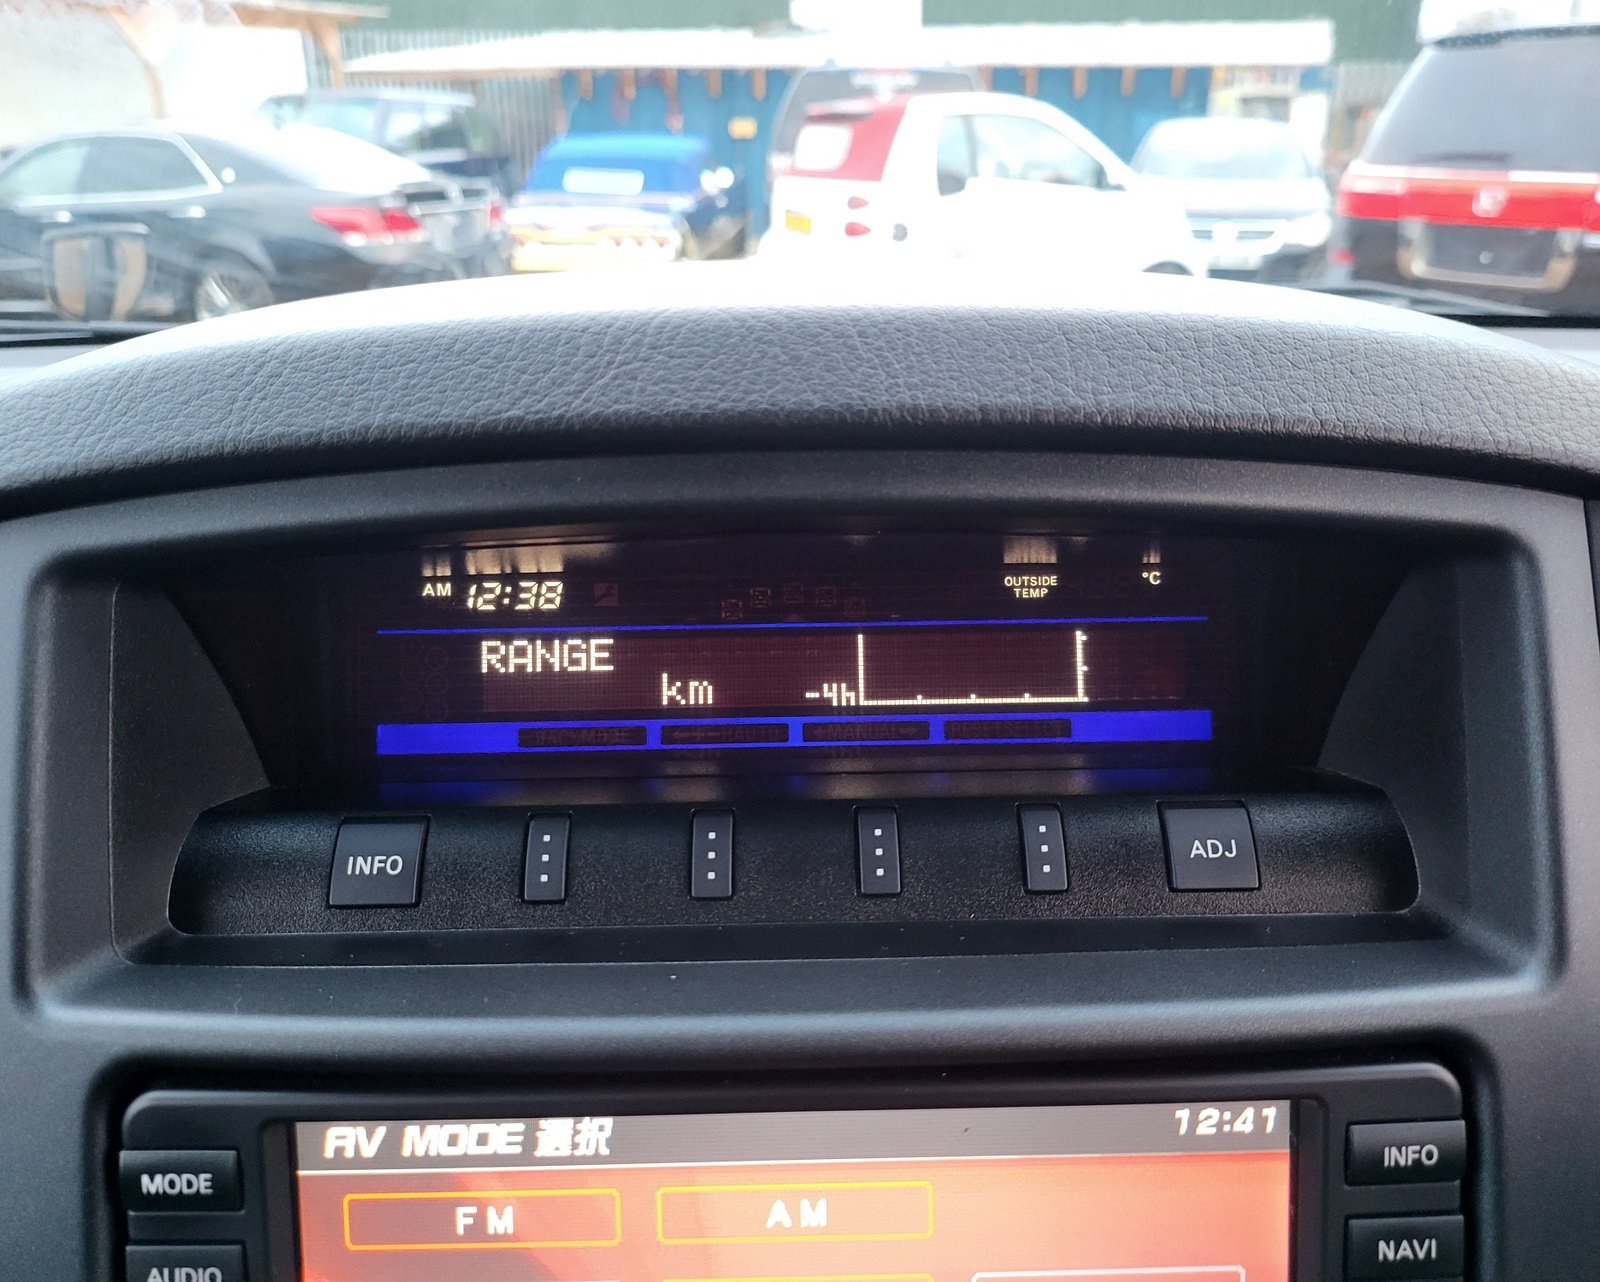 AM 12:38
OUTSIDE TEMP
°C
RANGE
km
-4h
INFO
ADJ
AV MODE 選択
12:41
MODE
FM
AM
INFO
AUDIO
NAVI